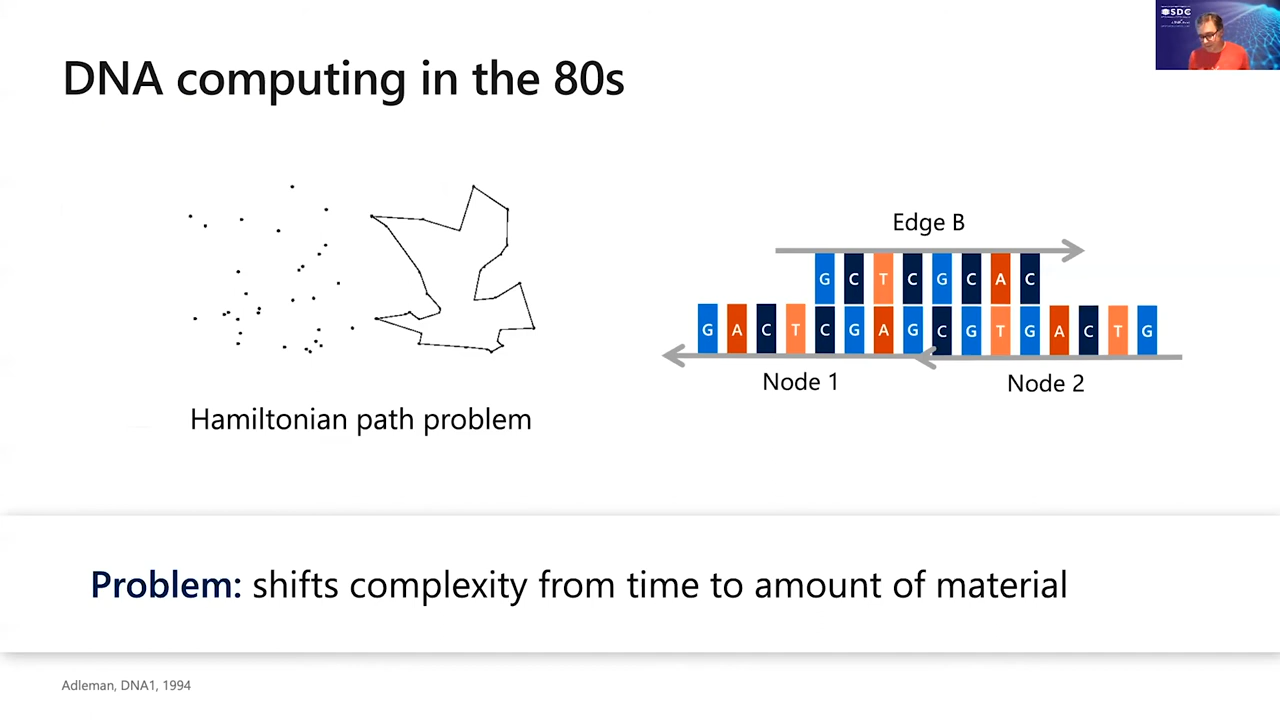 SDC
DNA computing in the 80s
Edge B
G C T C G C A C
G A C T C G A G C G T G A C T G
Node 1
Node 2
Hamiltonian path problem
Problem: shifts complexity from time to amount of material
Adleman, DNA1, 1994